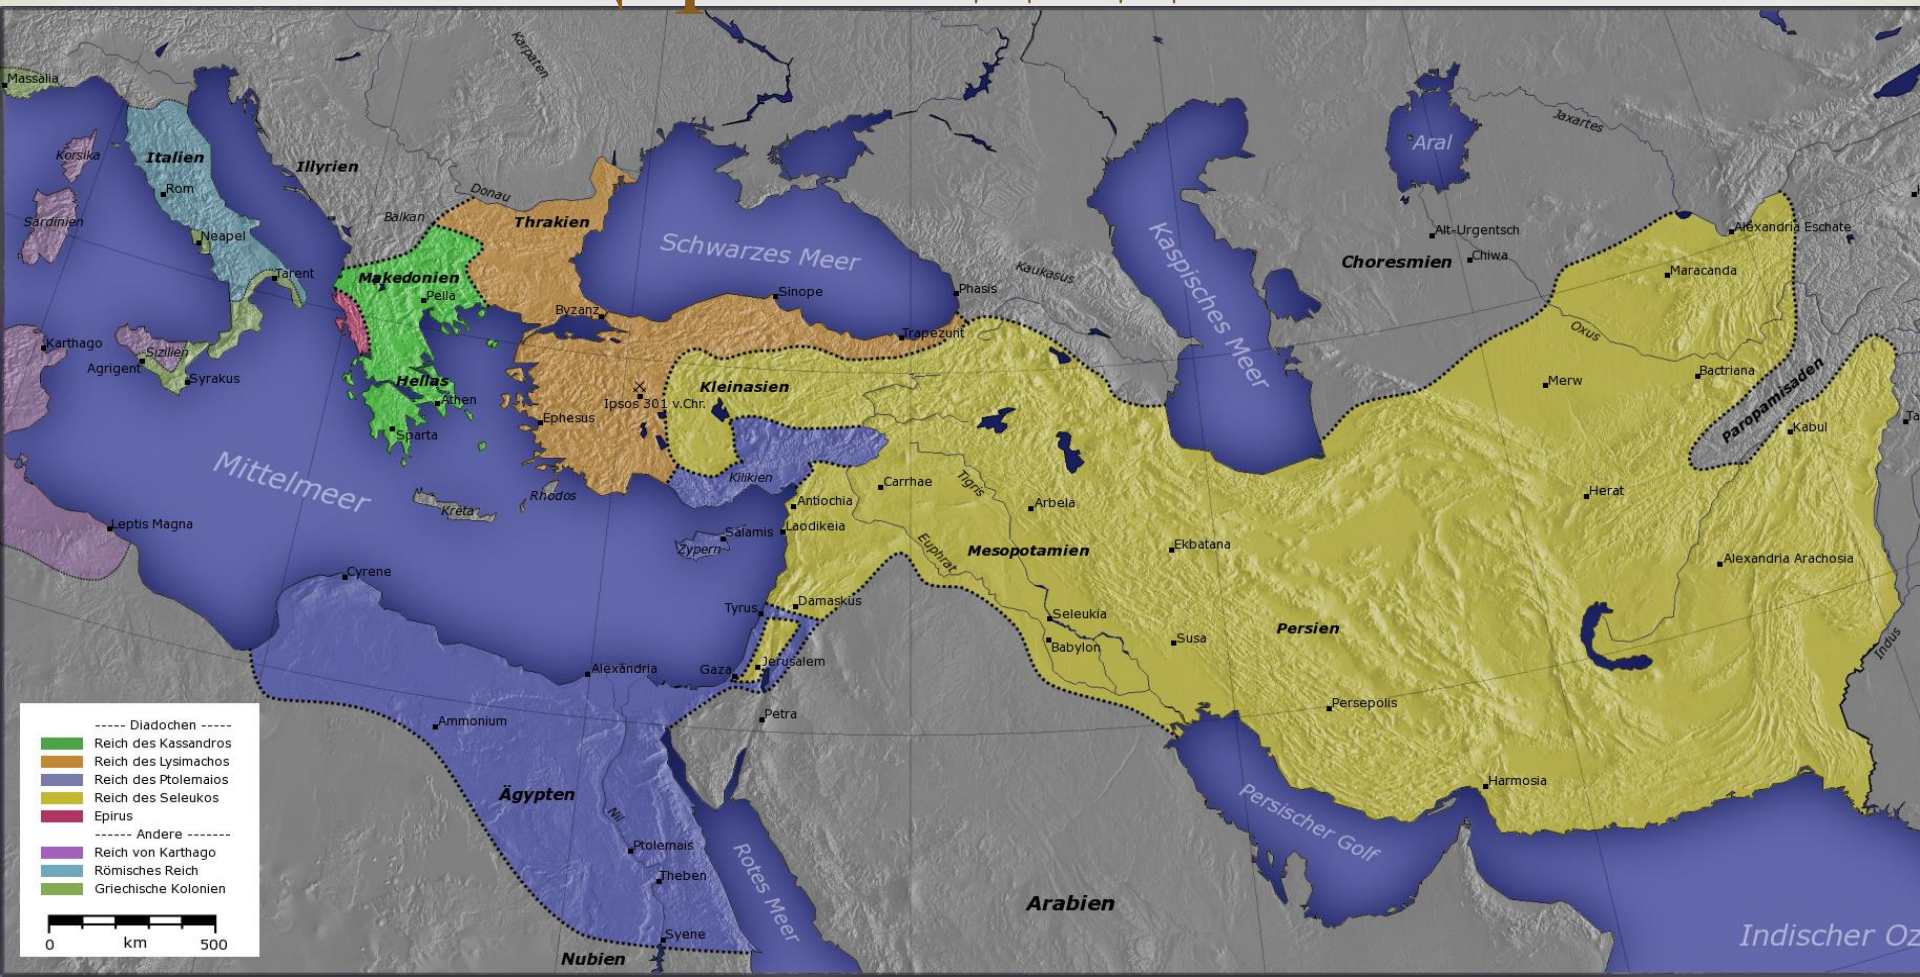 Massalia
Karpaten
Korsika
Italien
Rom
Illyrien
Sardinien
Neapel
Tarent
Donau
Balkan
Thrakien
Makedonien
Pella
Byzanz
Schwarzes Meer
Sinope
Phasis
Trapezunt
Kaukasus
Kaspisches Meer
Aral
Jaxartes
Alt-Urgentsch
Chiwa
Choresmien
Alexandria Eschate
Maracanda
Oxus
Merw
Bactriana
Paropamisaden
Kabul
Ta
Karthago
Agrigent
Sizilien
Syrakus
Hellas
Athen
Sparta
Ephesus
Ipsos 301 v.Chr.
Kleinasien
Kilikien
Mittelmeer
Kreta
Rhodos
Leptis Magna
Cyrene
Zypern
Salamis
Antiochia
Laodikeia
Carrhae
Tigris
Arbela
Euphrat
Mesopotamien
Ekbatana
Herat
Alexandria Arachosia
Tyrus
Damaskus
Seleukia
Babylon
Susa
Persien
Indus
Alexandria
Gaza
Jerusalem
Petra
Persepolis
Ammonium
Harmosia
Ägypten
Nil
Persischer Golf
Ptolemais
Theben
Rotes Meer
Arabien
Syene
Nubien
Indischer Oz
----- Diadochen -----
Reich des Kassandros
Reich des Lysimachos
Reich des Ptolemaios
Reich des Seleukos
Epirus
------ Andere -------
Reich von Karthago
Römisches Reich
Griechische Kolonien
0 km 500